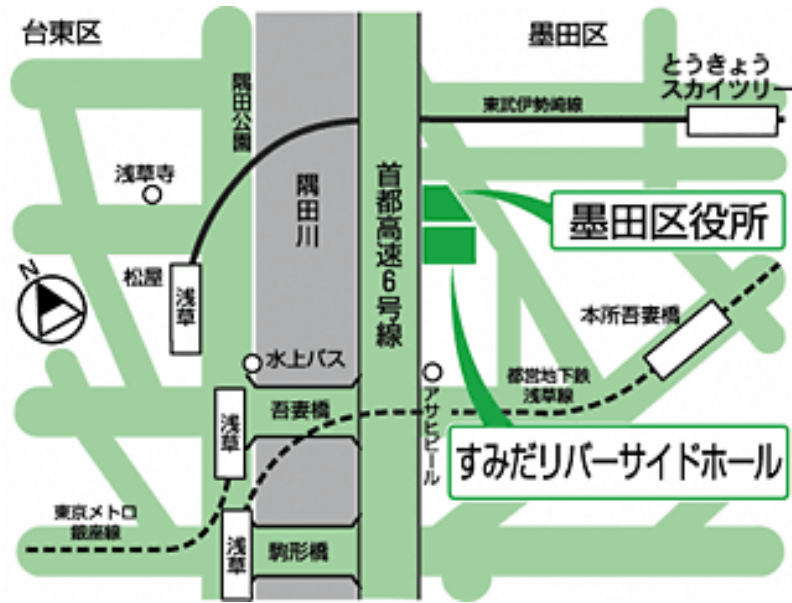 台東区
墨田区
とうきょう
スカイツリー
東武伊勢崎線
隅田公園
浅草寺
隅田川
首都高速6号線
墨田区役所
N
松屋
浅草
本所吾妻橋
水上バス
都営地下鉄
浅草線
アサヒビール
吾妻橋
浅草
すみだリバーサイドホール
東京メトロ
銀座線
浅草
駒形橋